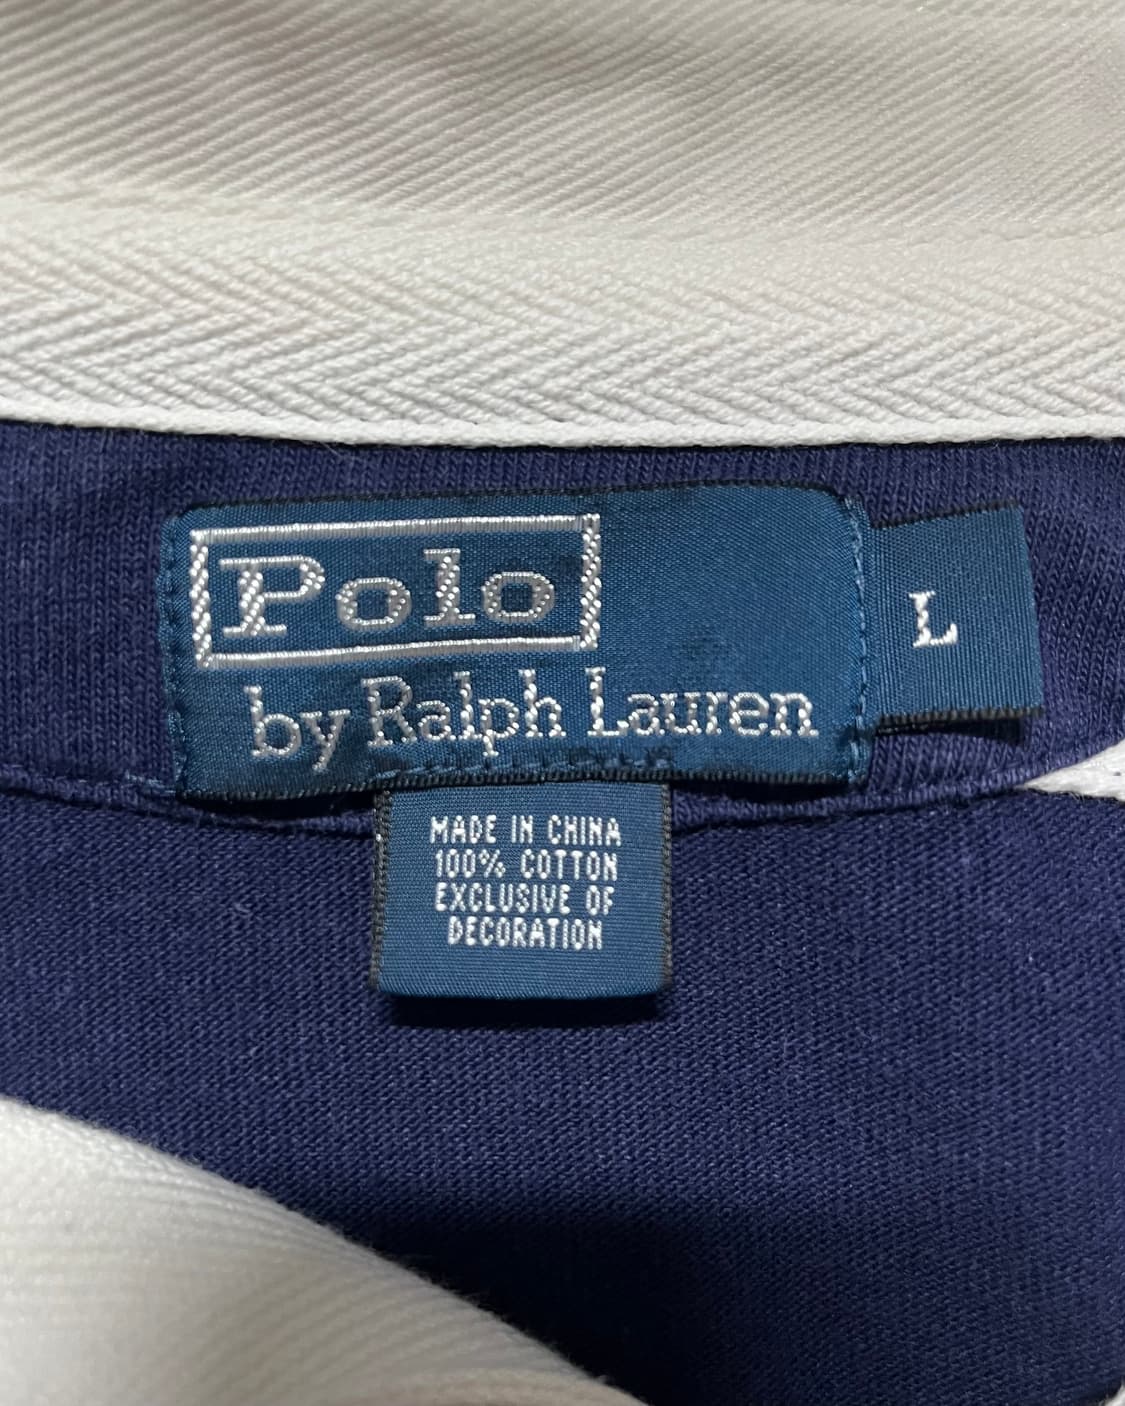 Polo
by Ralph Lauren
L
MADE IN CHINA
100% COTTON
EXCLUSIVE OF
DECORATION